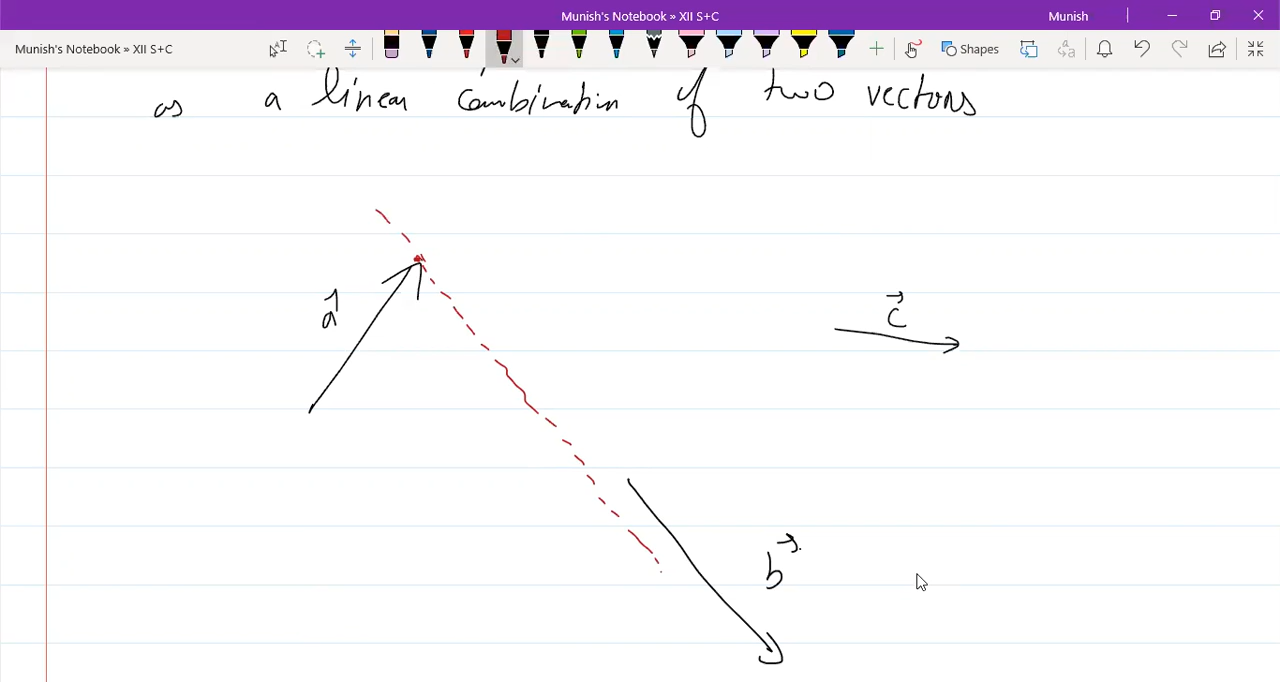 Munish's Notebook » XII S+C
Munish
Munish's Notebook » XII S+C
Shapes
as a linear combination of two vectors
a⃗
c⃗
b⃗